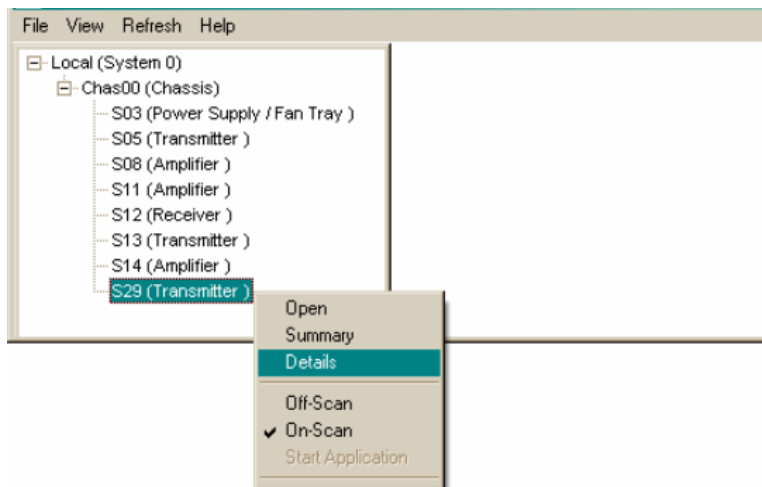 File View Refresh Help
Local (System 0)
Chas00 (Chassis)
S03 (Power Supply / Fan Tray )
S05 (Transmitter )
S08 (Amplifier )
S11 (Amplifier )
S12 (Receiver )
S13 (Transmitter )
S14 (Amplifier )
S29 (Transmitter )
Open
Summary
Details
Off-Scan
On-Scan
Start Application